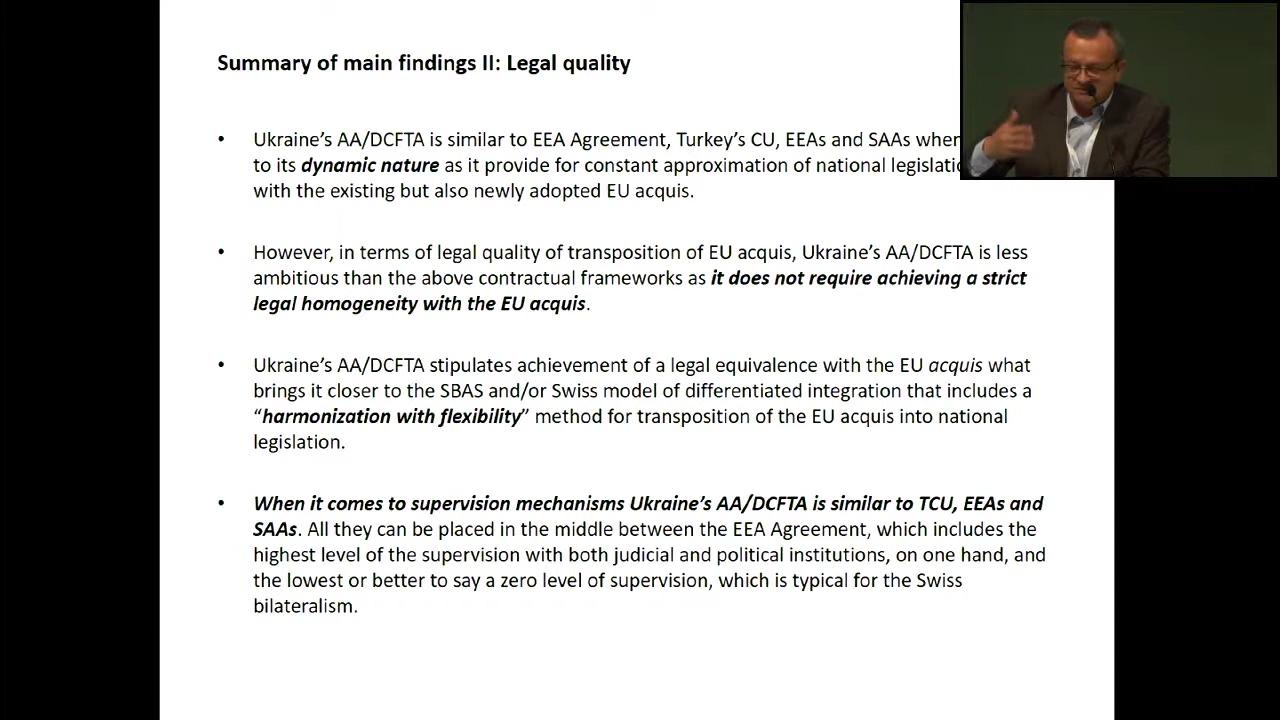 Summary of main findings II: Legal quality
• Ukraine's AA/DCFTA is similar to EEA Agreement, Turkey's CU, EEAs and SAAs when
to its dynamic nature as it provide for constant approximation of national
with the existing but also newly adopted EU acquis.
• However, in terms of legal quality of transposition of EU acquis, Ukraine's AA/DCFTA is less
ambitious than the above contractual frameworks as it does not require achieving a strict
legal homogeneity with the EU acquis.
• Ukraine's AA/DCFTA stipulates achievement of a legal equivalence with the EU acquis what
brings it closer to the SBAS and/or Swiss model of differentiated integration that includes a
“harmonization with flexibility” method for transposition of the EU acquis into national
legislation.
• When it comes to supervision mechanisms Ukraine's AA/DCFTA is similar to TCU, EEAs and
SAAs. All they can be placed in the middle between the EEA Agreement, which includes the
highest level of the supervision with both judicial and political institutions, on one hand, and
the lowest or better to say a zero level of supervision, which is typical for the Swiss
bilateralism.